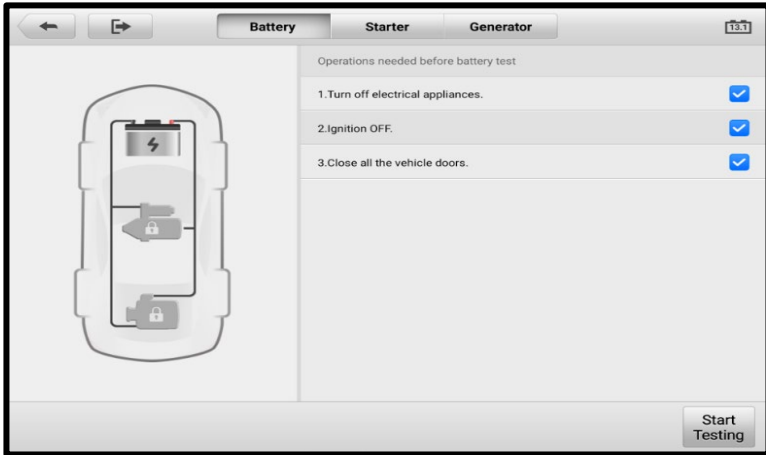 Battery
Starter
Generator
13.1
Operations needed before battery test
1.Turn off electrical appliances.
2.Ignition OFF.
3.Close all the vehicle doors.
Start
Testing